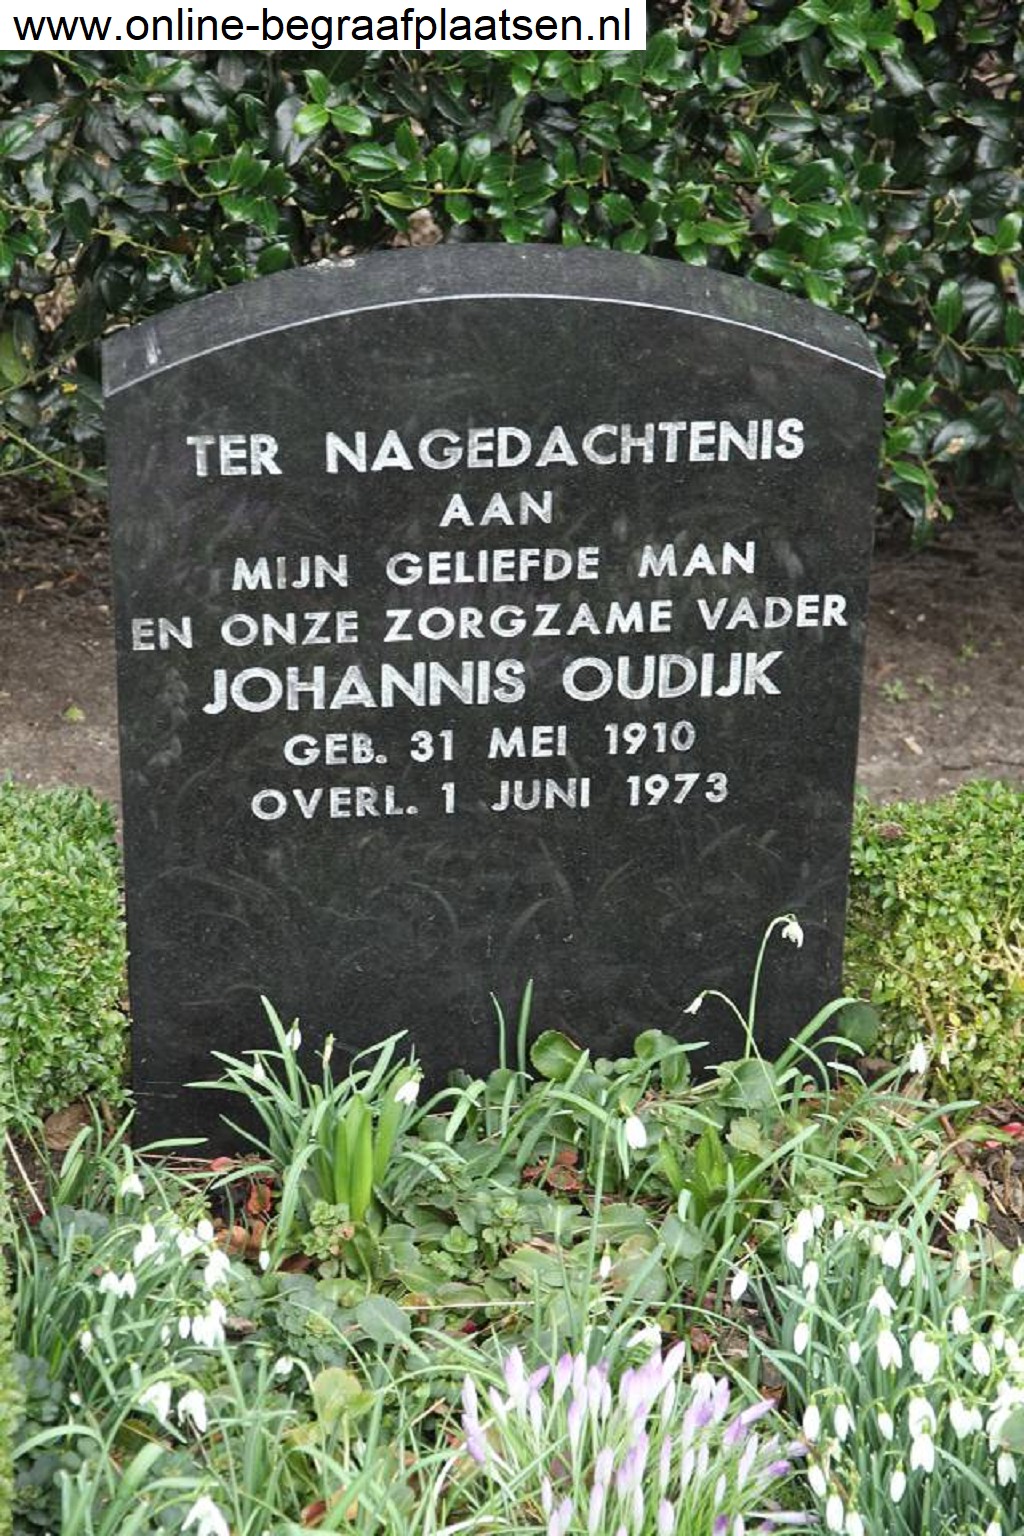 www.online-begraafplaatsen.nl
TER NAGEDACHTENIS
AAN
MIJN GELIEFDE MAN
EN ONZE ZORGZAME VADER
JOHANNIS OUDIJK
GEB. 31 MEI 1910
OVERL. 1 JUNI 1973